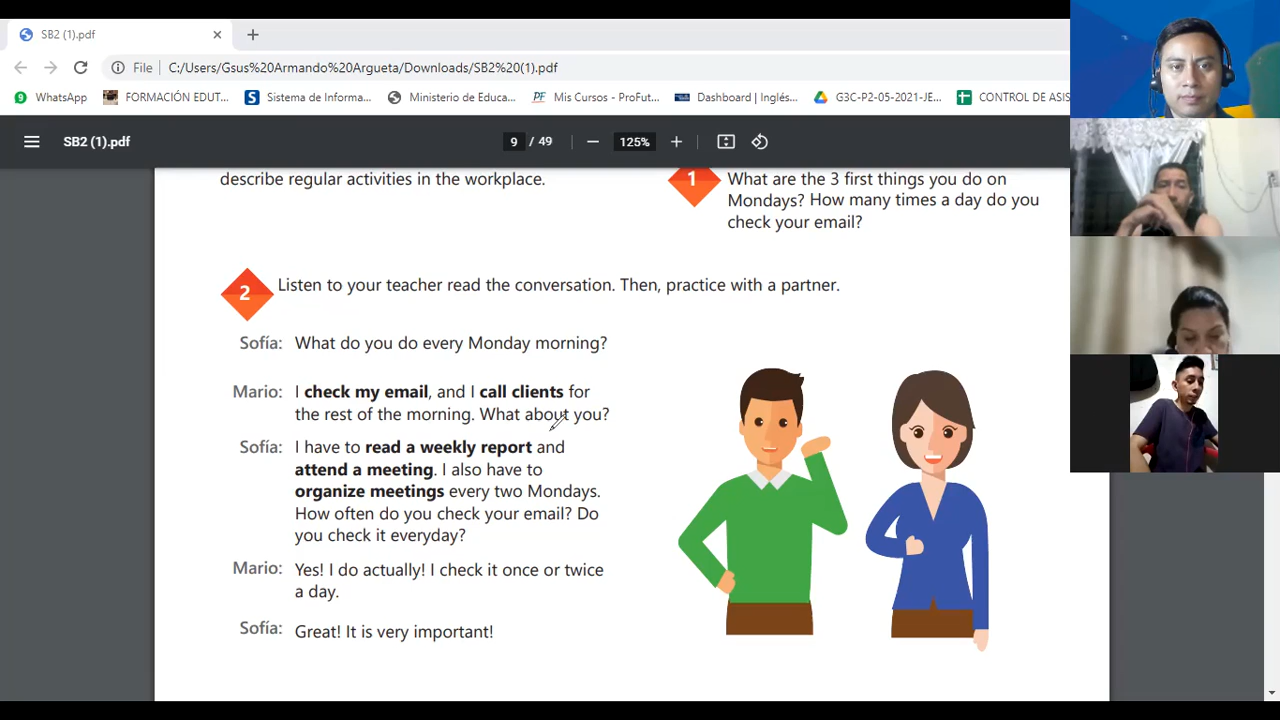 SB2 (1).pdf
File
C:/Users/Gsus%20Armando%20Argueta/Downloads/SB2%20(1).pdf
WhatsApp
FORMACIÓN EDUT...
Sistema de Informa...
Ministerio de Educa...
Mis Cursos - ProFut...
Dashboard | Inglés...
G3C-P2-05-2021-JE...
CONTROL DE ASIS
SB2 (1).pdf
9 / 49
125%
describe regular activities in the workplace.
1
What are the 3 first things you do on
Mondays? How many times a day do you
check your email?
2
Listen to your teacher read the conversation. Then, practice with a partner.
Sofía: What do you do every Monday morning?
Mario: I check my email, and I call clients for
the rest of the morning. What about you?
Sofía: I have to read a weekly report and
attend a meeting. I also have to
organize meetings every two Mondays.
How often do you check your email? Do
you check it everyday?
Mario: Yes! I do actually! I check it once or twice
a day.
Sofía: Great! It is very important!